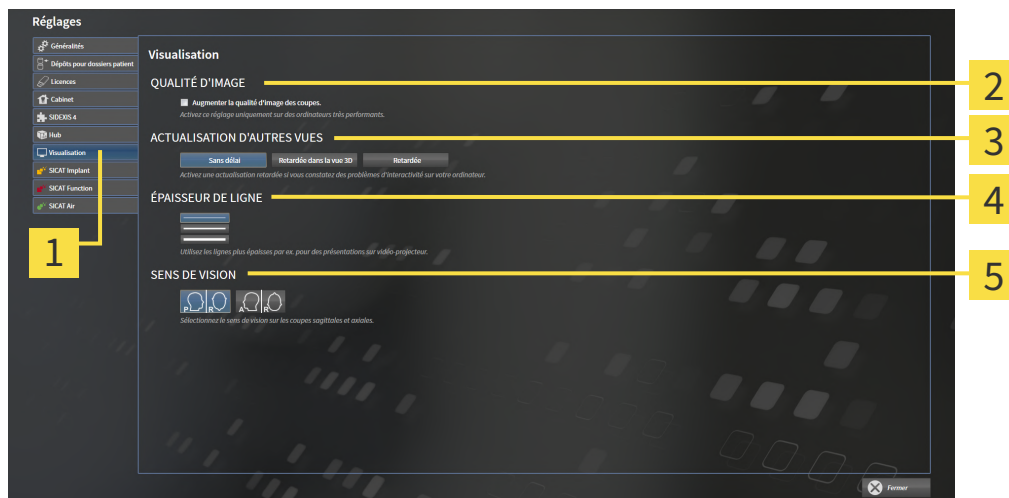 Réglages
Généralités
Dépôts pour dossiers patient
Licences
Cabinet
SIDEXIS 4
Hub
Visualisation
SICAT Implant
SICAT Function
SICAT Air
1
Visualisation
QUALITÉ D'IMAGE
2
Augmenter la qualité d'image des coupes.
Activez ce réglage uniquement sur des ordinateurs très performants.
ACTUALISATION D'AUTRES VUES
3
Sans délai Retardée dans la vue 3D Retardée
Activez une actualisation retardée si vous constatez des problèmes d'interactivité sur votre ordinateur.
ÉPAISSEUR DE LIGNE
4
Utilisez les lignes plus épaisses par ex. pour des présentations sur vidéo-projecteur.
SENS DE VISION
5
P R A R
Sélectionnez le sens de vision sur les coupes sagittales et axiales.
Fermer